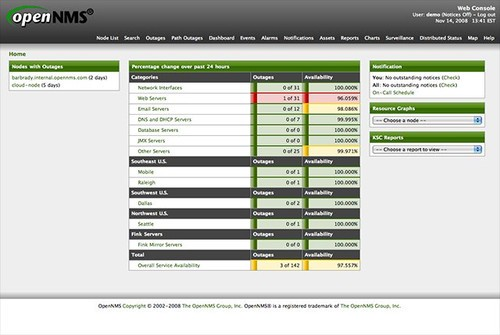 openNMS®
Web Console
User: demo (Notices Off) - Log out
Nov 14, 2008 13:41 EST
Node List Search Outages Path Outages Dashboard Events Alarms Notifications Assets Reports Charts Surveillance Distributed Status Map Help
Home
Nodes with Outages
barbrady.internal.opennms.com (2 days)
cloud-node (5 days)
Percentage change over past 24 hours
Categories Outages Availability
Network Interfaces 0 of 31 100.000%
Web Servers 1 of 31 96.059%
Email Servers 0 of 12 98.086%
DNS and DHCP Servers 0 of 7 99.995%
Database Servers 0 of 0 100.000%
JMX Servers 0 of 0 100.000%
Other Servers 0 of 25 99.971%
Southeast U.S. Outages Availability
Mobile 0 of 1 100.000%
Raleigh 0 of 1 100.000%
Southwest U.S. Outages Availability
Dallas 0 of 2 100.000%
Northwest U.S. Outages Availability
Seattle 0 of 1 100.000%
Fink Servers Outages Availability
Fink Mirror Servers 0 of 0 100.000%
Total Outages Availability
Overall Service Availability 3 of 142 97.557%
Notification
You: No outstanding notices (Check)
All: No outstanding notices (Check)
On-Call Schedule
Resource Graphs
-- Choose a node --
KSC Reports
-- Choose a report to view --
OpenNMS Copyright © 2002-2008 The OpenNMS Group, Inc. OpenNMS® is a registered trademark of The OpenNMS Group, Inc.